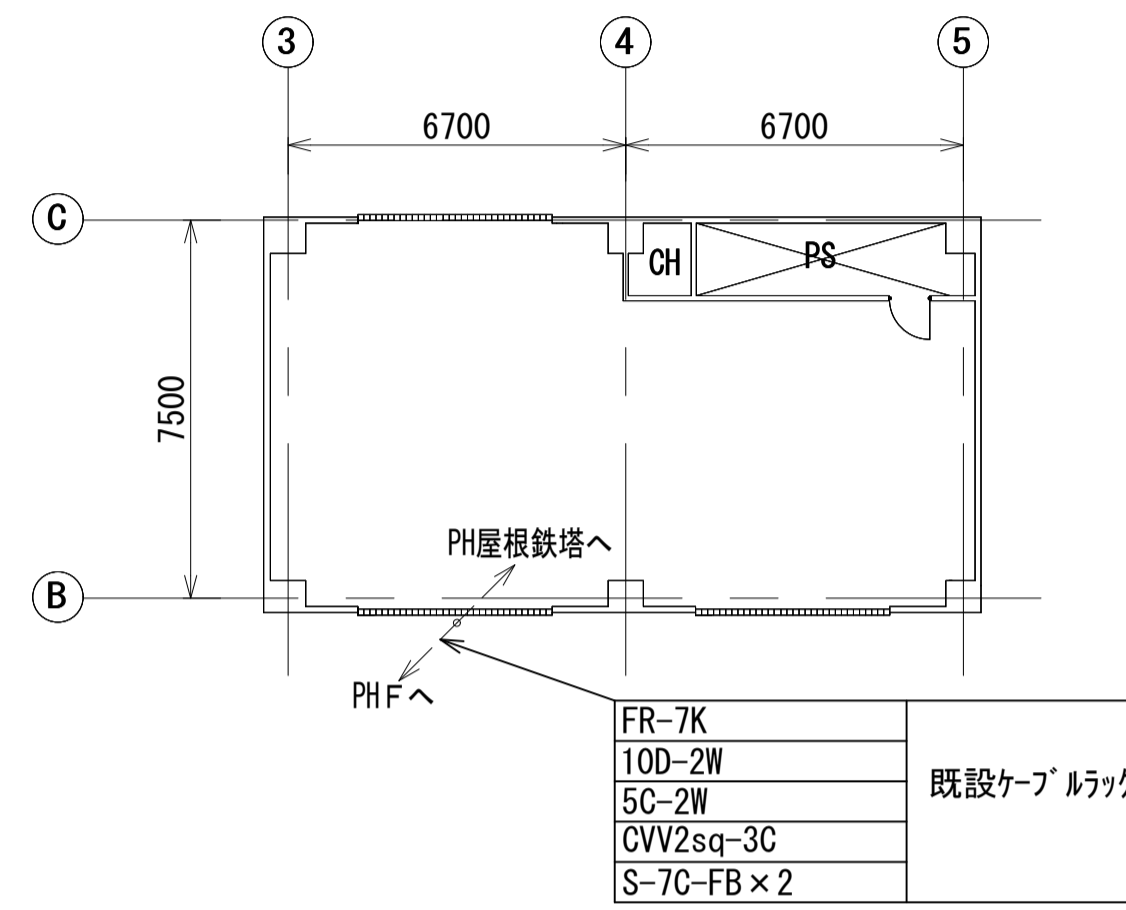 3
4
5
6700
6700
C
CH
PS
7500
PH屋根鉄塔へ
B
PHFへ
FR-7K
10D-2W
5C-2W
CVV2sq-3C
S-7C-FB×2
既設ケーブルラック